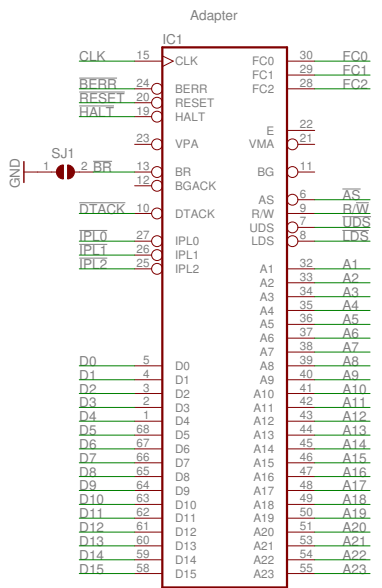 Adapter
IC1
CLK 15 CLK FC0 30 FC0
FC1 29 FC1
BERR 24 BERR FC2 28 FC2
RESET 20 RESET
HALT 19 HALT
E 22
23 VPA VMA 21
SJ1
GND 1 2 BR 13 BR BG 11
12 BGACK
AS 6 AS
DTACK 10 DTACK R/W 9 R/W
UDS 7 UDS
IPL0 27 IPL0 LDS 8 LDS
IPL1 26 IPL1
IPL2 25 IPL2 A1 32 A1
A2 33 A2
A3 34 A3
A4 35 A4
A5 36 A5
A6 37 A6
A7 38 A7
D0 5 D0 A8 39 A8
D1 4 D1 A9 40 A9
D2 3 D2 A10 41 A10
D3 2 D3 A11 42 A11
D4 1 D4 A12 43 A12
D5 68 D5 A13 44 A13
D6 67 D6 A14 45 A14
D7 66 D7 A15 46 A15
D8 65 D8 A16 47 A16
D9 64 D9 A17 48 A17
D10 63 D10 A18 49 A18
D11 62 D11 A19 50 A19
D12 61 D12 A20 51 A20
D13 60 D13 A21 53 A21
D14 59 D14 A22 54 A22
D15 58 D15 A23 55 A23